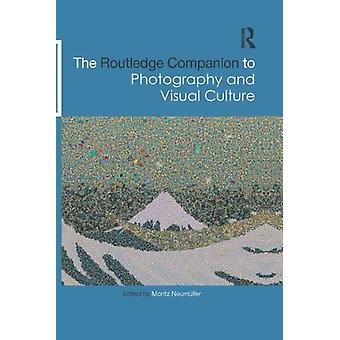 R
The Routledge Companion to
Photography and
Visual Culture
Edited by Moritz Neumüller